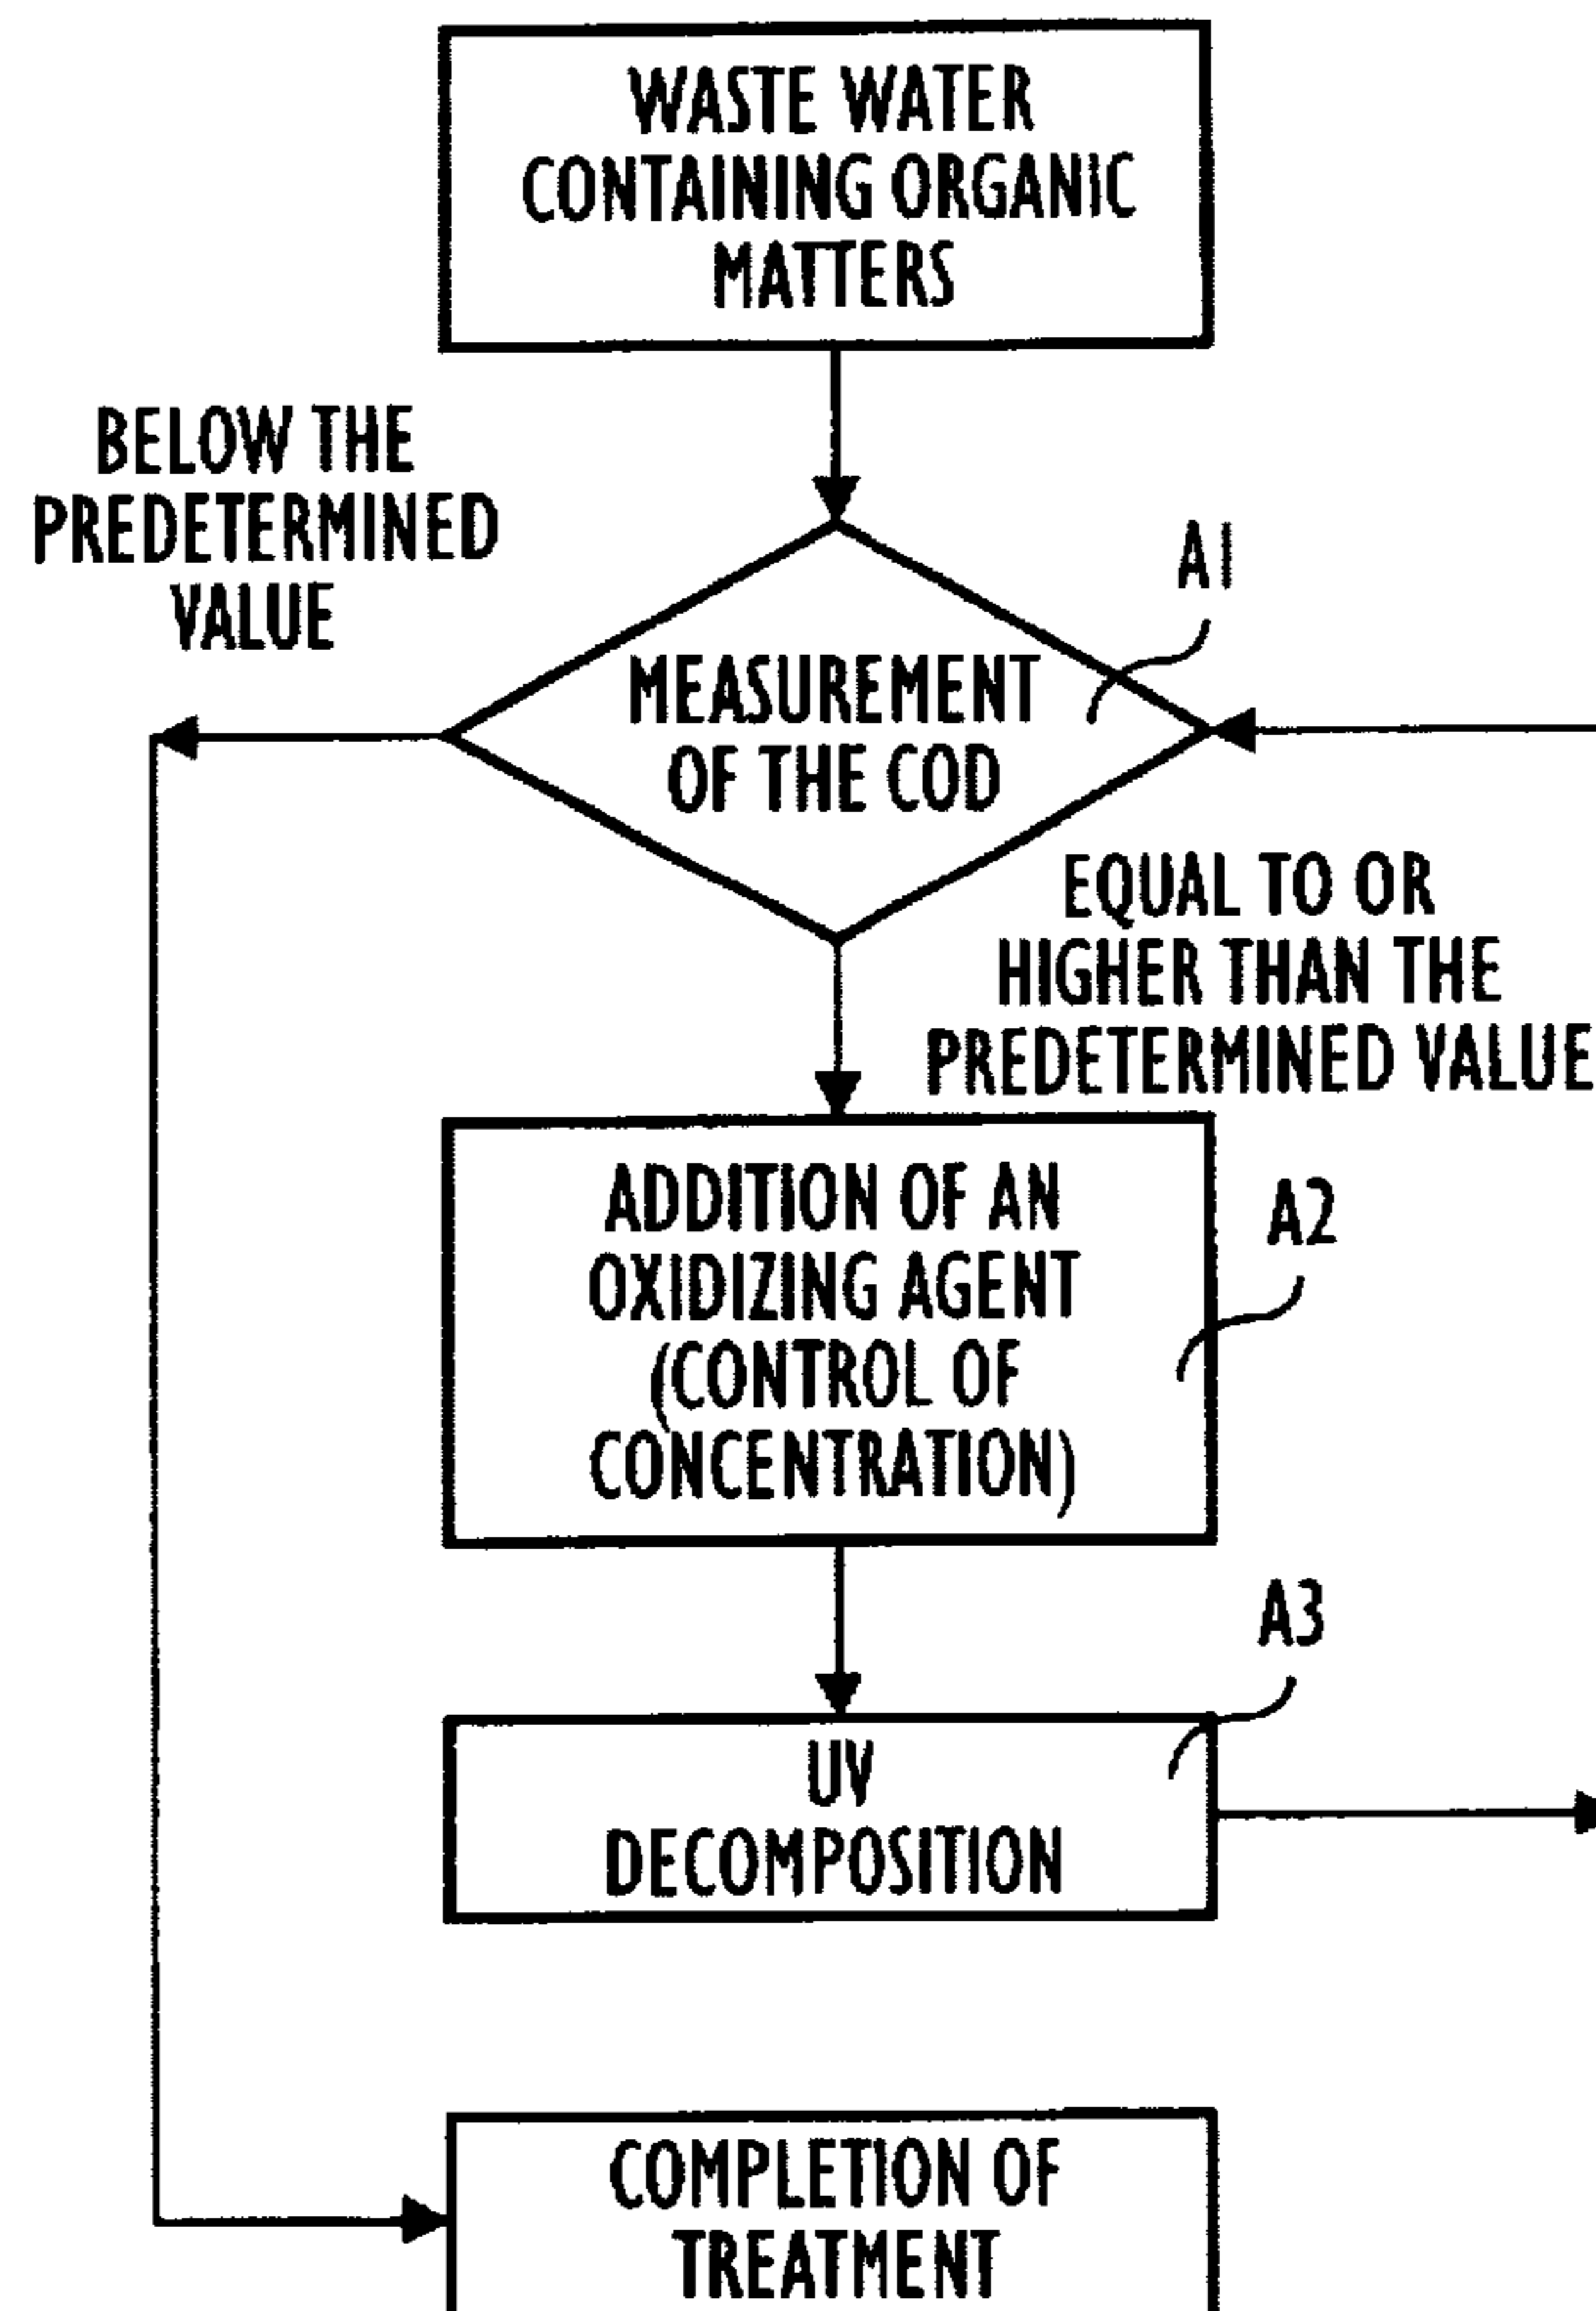 WASTE WATER
CONTAINING ORGANIC
MATTERS
BELOW THE
PREDETERMINED
VALUE
A1
MEASUREMENT
OF THE COD
EQUAL TO OR
HIGHER THAN THE
PREDETERMINED VALUE
ADDITION OF AN
OXIDIZING AGENT
(CONTROL OF
CONCENTRATION)
A2
A3
UV
DECOMPOSITION
COMPLETION OF
TREATMENT